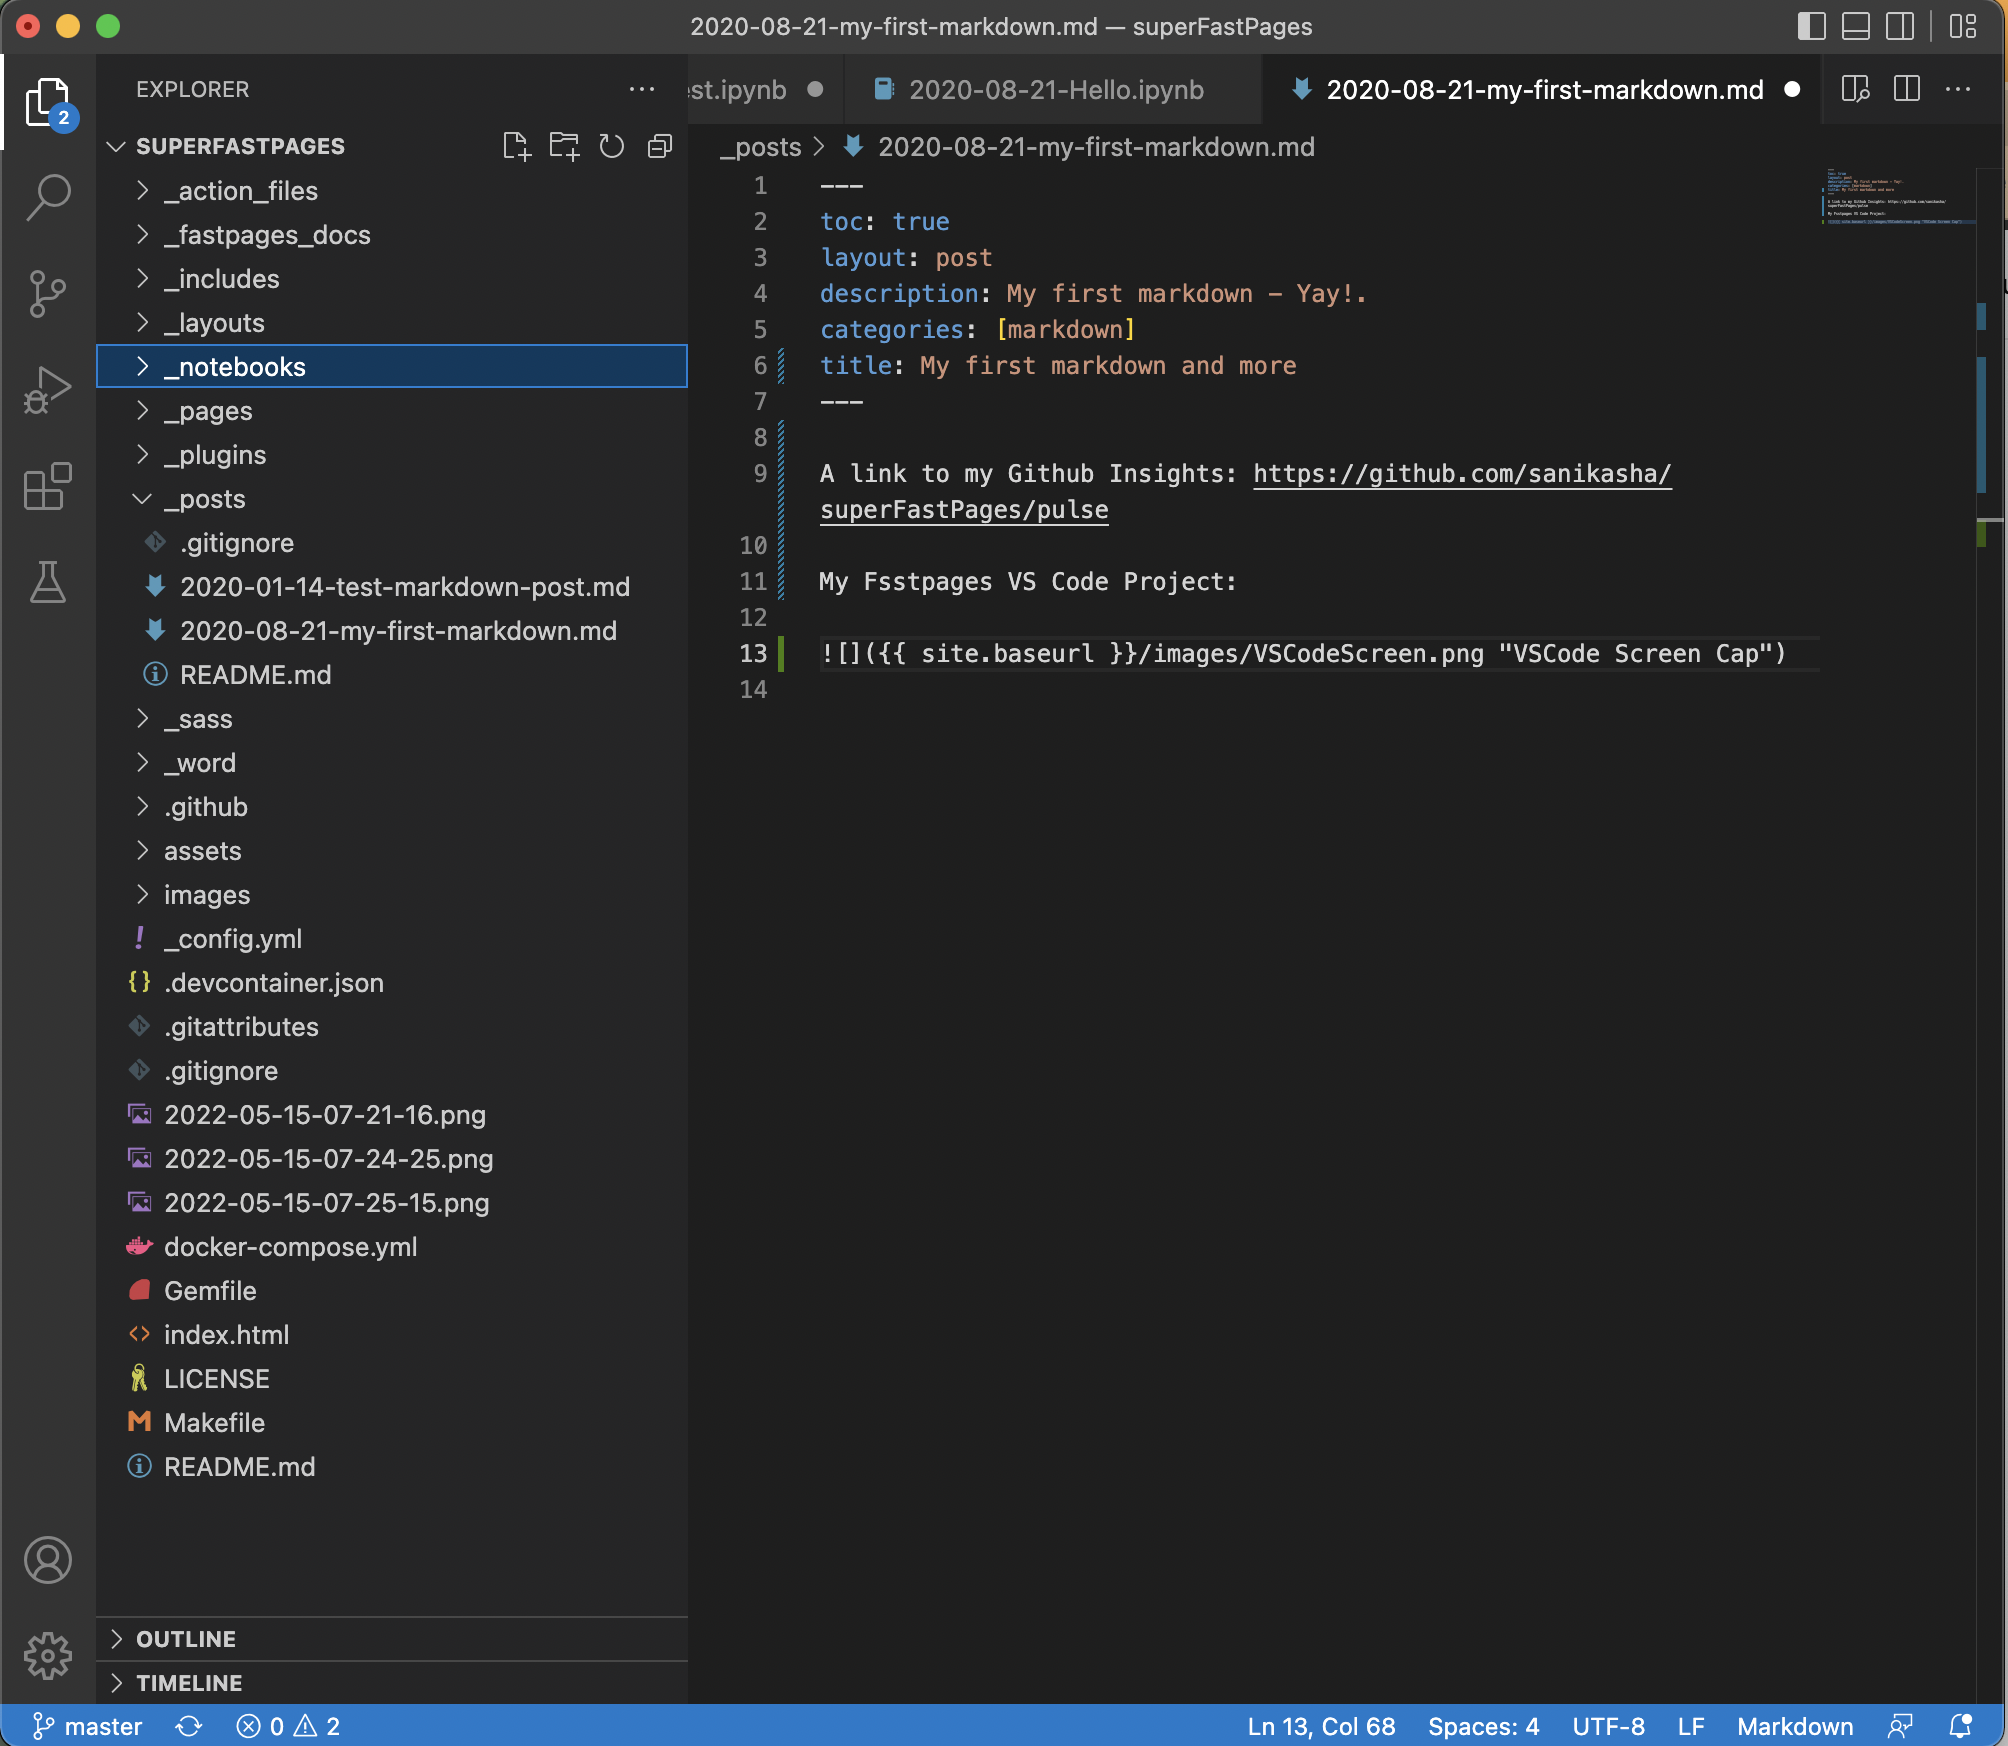 2020-08-21-my-first-markdown.md — superFastPages
2
EXPLORER
SUPERFASTPAGES
_action_files
_fastpages_docs
_includes
_layouts
_notebooks
_pages
_plugins
_posts
.gitignore
2020-01-14-test-markdown-post.md
2020-08-21-my-first-markdown.md
README.md
_sass
_word
.github
assets
images
_config.yml
.devcontainer.json
.gitattributes
.gitignore
2022-05-15-07-21-16.png
2022-05-15-07-24-25.png
2022-05-15-07-25-15.png
docker-compose.yml
Gemfile
index.html
LICENSE
Makefile
README.md
OUTLINE
TIMELINE
st.ipynb
2020-08-21-Hello.ipynb
2020-08-21-my-first-markdown.md
_posts > 2020-08-21-my-first-markdown.md
1 ---
2 toc: true
3 layout: post
4 description: My first markdown - Yay!.
5 categories: [markdown]
6 title: My first markdown and more
7 ---
8
9 A link to my Github Insights: https://github.com/sanikasha/
superFastPages/pulse
10
11 My Fsstpages VS Code Project:
12
13 ![]({{ site.baseurl }}/images/VSCodeScreen.png "VSCode Screen Cap")
14
master 0 2 Ln 13, Col 68 Spaces: 4 UTF-8 LF Markdown